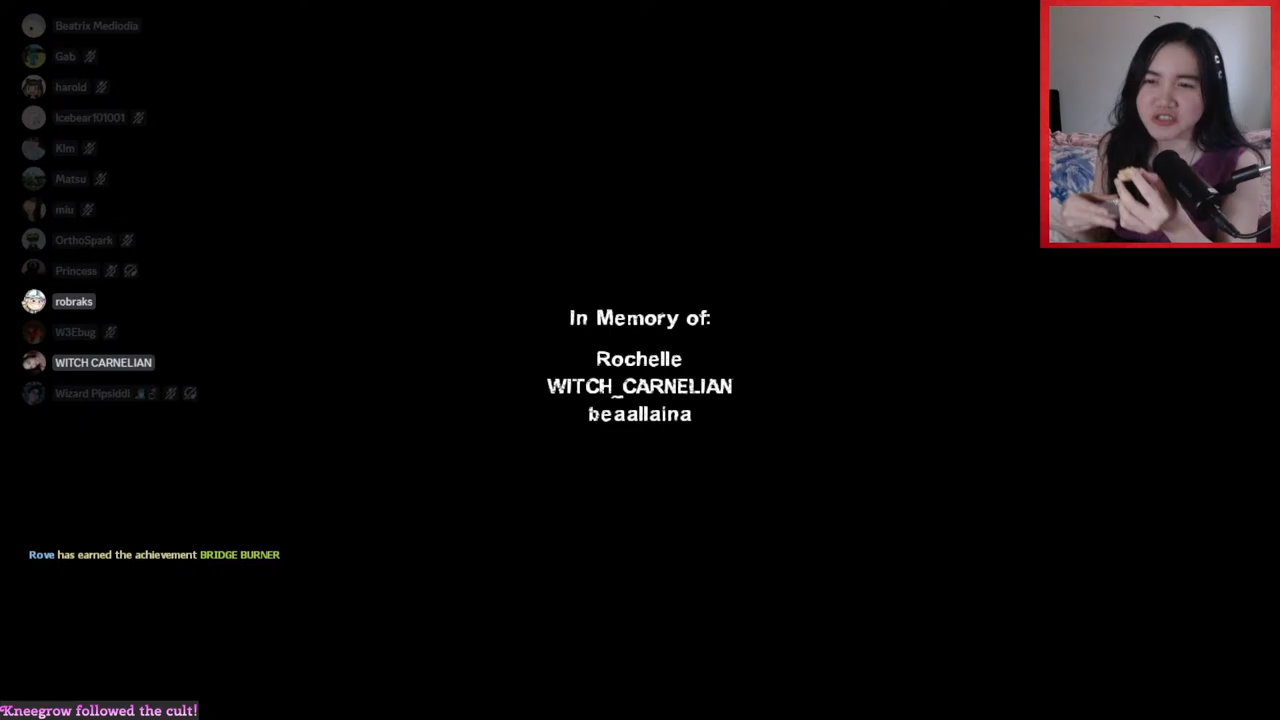 Beatrix Mediodia
Gab
harold
Icebear101001
Kim
Matsu
miu
OrthoSpark
Princess
robraks
W3Ebug
WITCH CARNELIAN
Wizard Pipsiddl
In Memory of:
Rochelle
WITCH_CARNELIAN
beaallaina
Rove has earned the achievement BRIDGE BURNER
Kneegrow followed the cult!